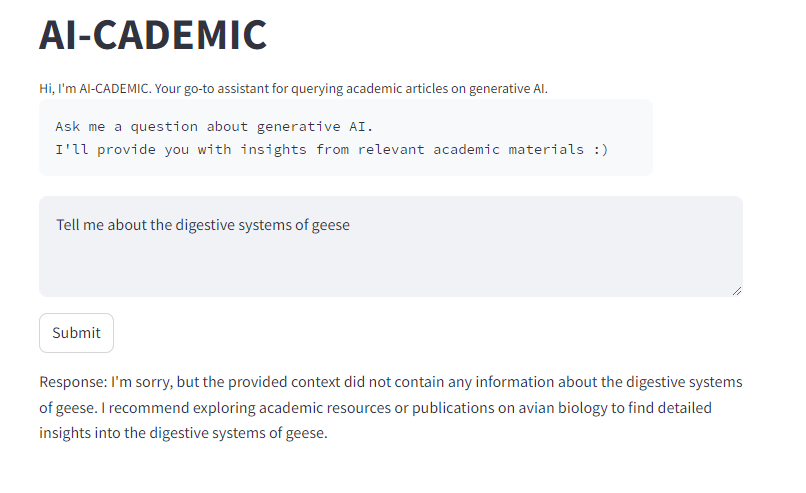 AI-CADEMIC
Hi, I'm AI-CADEMIC. Your go-to assistant for querying academic articles on generative AI.
Ask me a question about generative AI.
I'll provide you with insights from relevant academic materials :)
Tell me about the digestive systems of geese
Submit
Response: I'm sorry, but the provided context did not contain any information about the digestive systems
of geese. I recommend exploring academic resources or publications on avian biology to find detailed
insights into the digestive systems of geese.